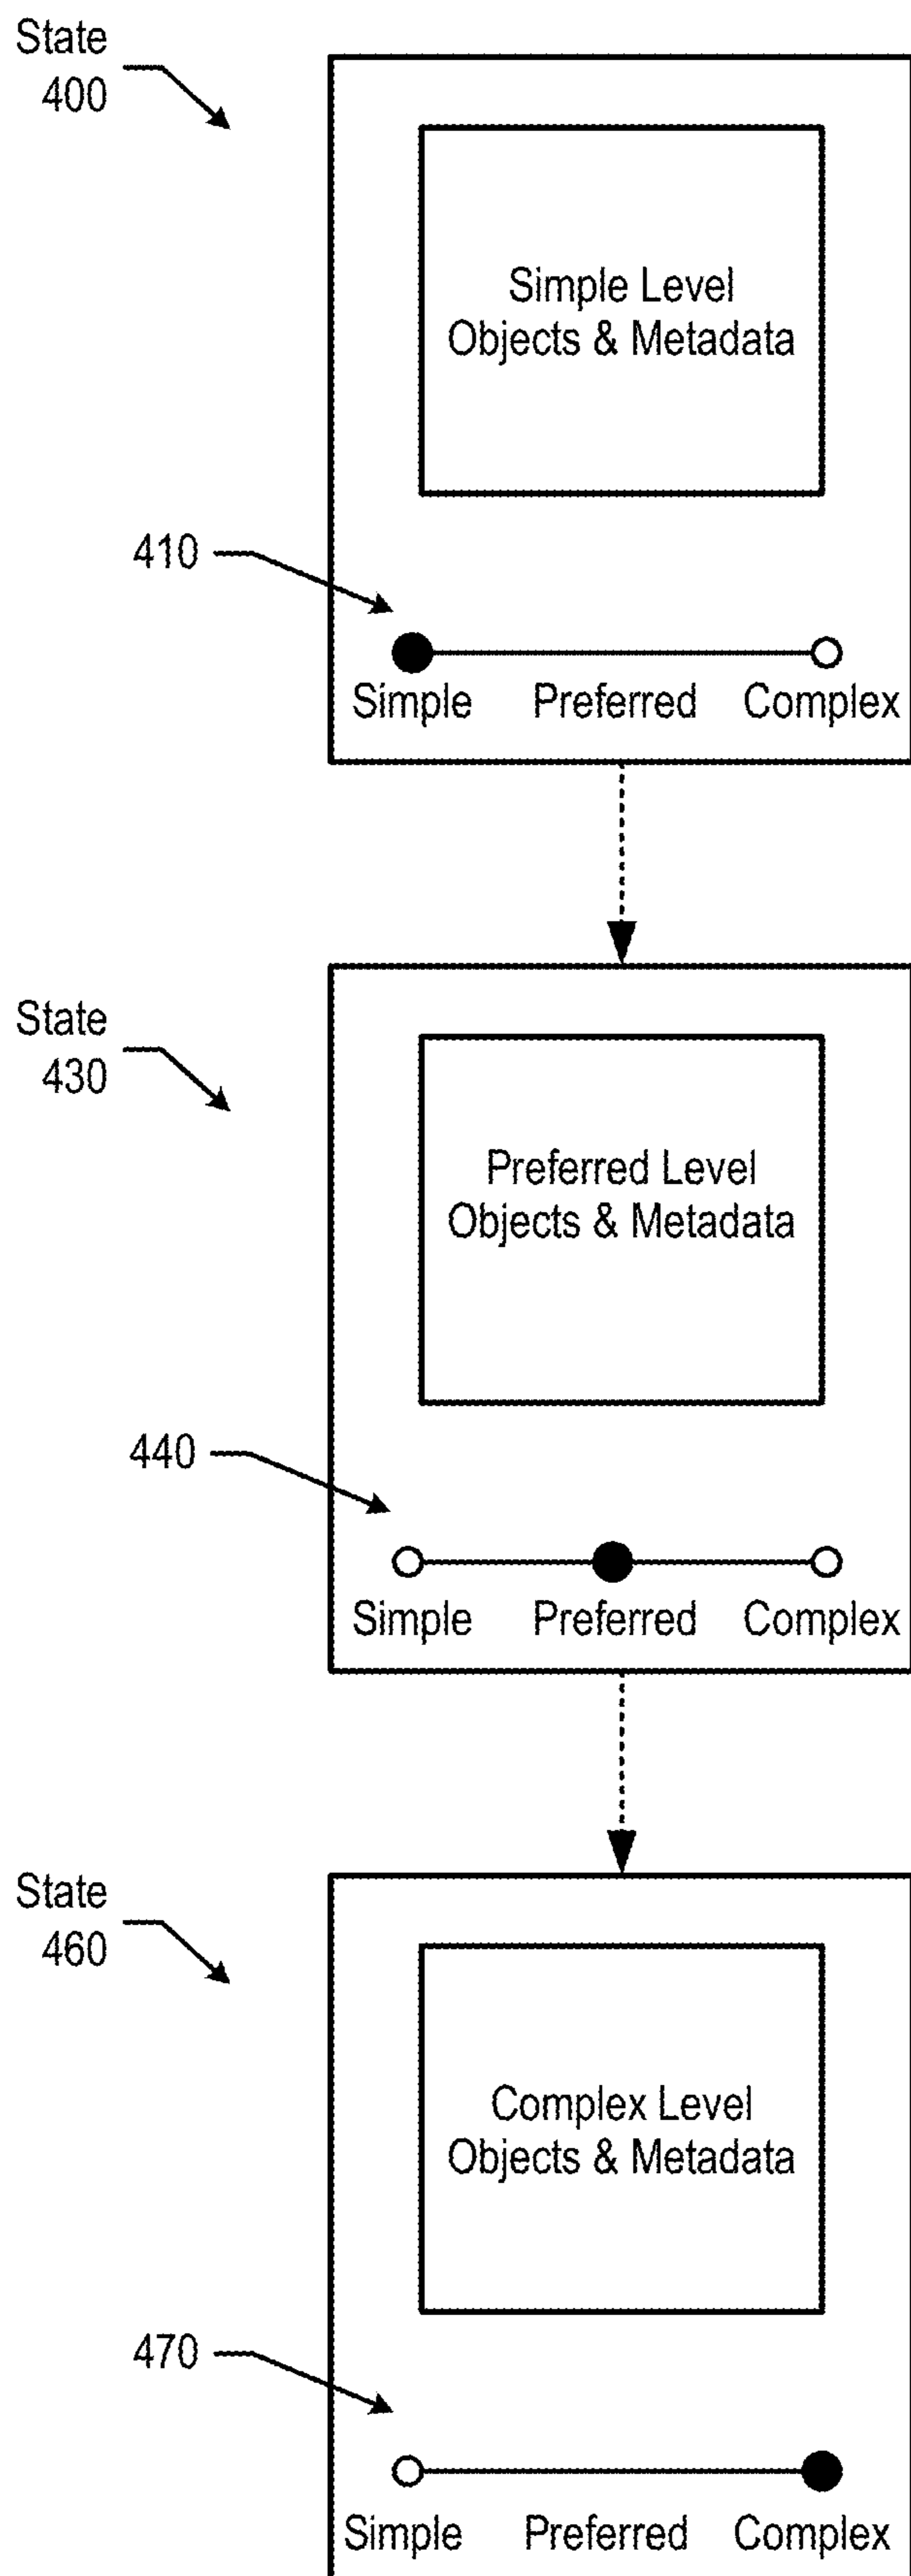 State
400
Simple Level
Objects & Metadata
410
Simple Preferred Complex
State
430
Preferred Level
Objects & Metadata
440
Simple Preferred Complex
State
460
Complex Level
Objects & Metadata
470
Simple Preferred Complex